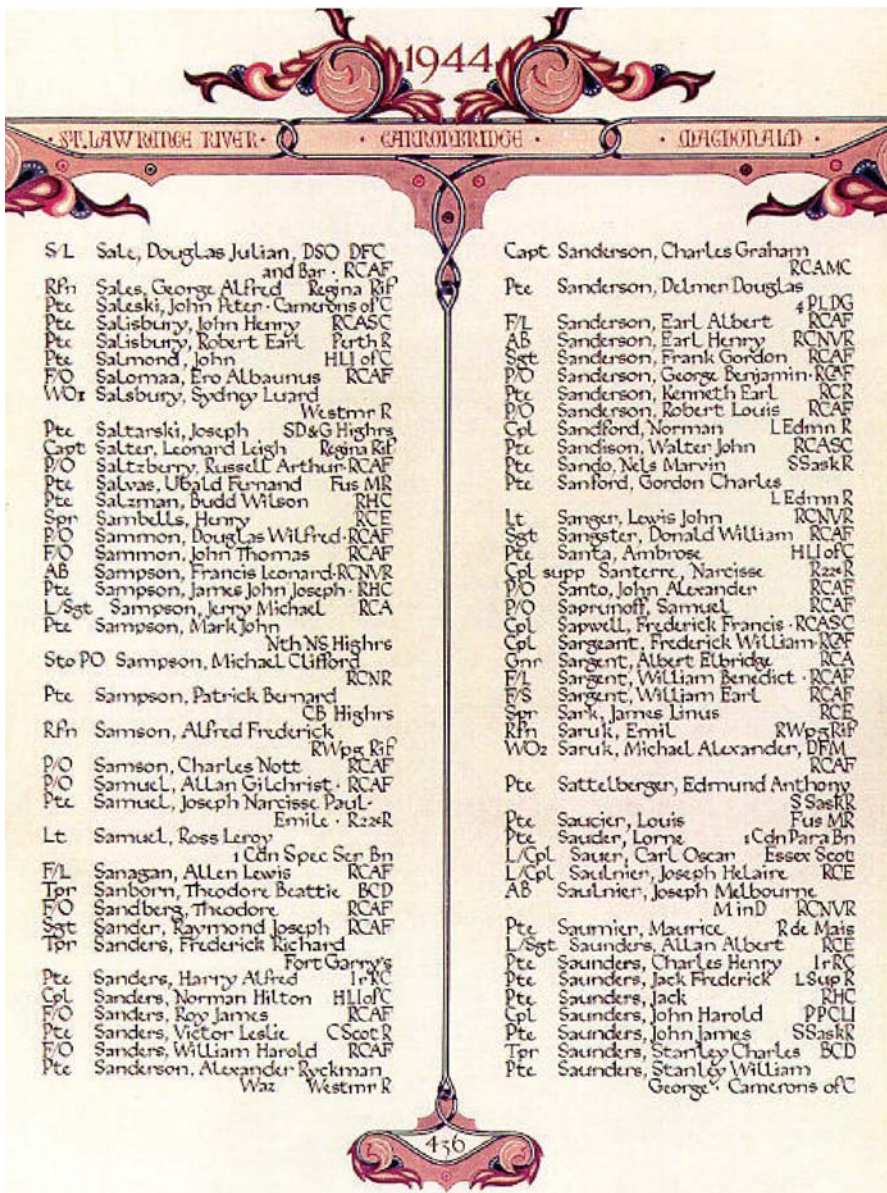 1944
· ST. LAWRENCE RIVER · · CARRONBRIDGE · · MACDONALD ·
S/L Sale, Douglas Julian, DSO DFC
and Bar · RCAF
Rfn Sales, George Alfred Regina Rif
Pte Saleski, John Peter · Camerons of C
Pte Salisbury, John Henry RCASC
Pte Salisbury, Robert Earl Perth R
Pte Salmond, John HLI of C
F/O Salomaa, Ero Albaunus RCAF
WO1 Salsbury, Sydney Luard
Westmr R
Pte Saltarski, Joseph SD&G Highrs
Capt Salter, Leonard Leigh Regina Rif
P/O Saltzberry, Russell Arthur · RCAF
Pte Salvas, Ubald Fernand Fus MR
Pte Salzman, Budd Wilson RHC
Spr Sambells, Henry RCE
P/O Sammon, Douglas Wilfred · RCAF
F/O Sammon, John Thomas RCAF
AB Sampson, Francis Leonard · RCNVR
Pte Sampson, James John Joseph · RHC
L/Sgt Sampson, Jerry Michael RCA
Pte Sampson, Mark John
Nth NS Highrs
Sto PO Sampson, Michael Clifford
RCNR
Pte Sampson, Patrick Bernard
CB Highrs
Rfn Samson, Alfred Frederick
RWpg Rif
P/O Samson, Charles Nott RCAF
P/O Samuel, Allan Gilchrist · RCAF
Pte Samuel, Joseph Narcisse Paul-
Emile · R22eR
Lt Samuel, Ross Leroy
1 Cdn Spec Ser Bn
F/L Sanagan, Allen Lewis RCAF
Tpr Sanborn, Theodore Beattie BCD
F/O Sandberg, Theodore RCAF
Sgt Sander, Raymond Joseph RCAF
Tpr Sanders, Frederick Richard
Fort Garry's
Pte Sanders, Harry Alfred Ir RC
Cpl Sanders, Norman Hilton HLI of C
F/O Sanders, Roy James RCAF
Pte Sanders, Victor Leslie C Scot R
F/O Sanders, William Harold RCAF
Pte Sanderson, Alexander Ryckman
Waz Westmr R
Capt Sanderson, Charles Graham
RCAMC
Pte Sanderson, Delmer Douglas
4 PLDG
F/L Sanderson, Earl Albert RCAF
AB Sanderson, Earl Henry RCNVR
Sgt Sanderson, Frank Gordon RCAF
P/O Sanderson, George Benjamin · RCAF
Pte Sanderson, Kenneth Earl RCR
P/O Sanderson, Robert Louis RCAF
Cpl Sandford, Norman L Edmn R
Pte Sandison, Walter John RCASC
Pte Sando, Nels Marvin SSaskR
Pte Sanford, Gordon Charles
L Edmn R
Lt Sanger, Lewis John RCNVR
Sgt Sangster, Donald William RCAF
Pte Santa, Ambrose HLI of C
Cpl supp Santerre, Narcisse R22eR
P/O Santo, John Alexander RCAF
P/O Saprunoff, Samuel RCAF
Cpl Sapwell, Frederick Francis · RCASC
Cpl Sargeant, Frederick William · RCAF
Gnr Sargent, Albert Elbridge RCA
F/L Sargent, William Benedict · RCAF
F/S Sargent, William Earl RCAF
Spr Sark, James Linus RCE
Rfn Saruk, Emil RWpg Rif
WO2 Saruk, Michael Alexander, DFM
RCAF
Pte Sattelberger, Edmund Anthony
SSaskR
Pte Saucier, Louis Fus MR
Pte Sauder, Lorne 1 Cdn Para Bn
L/Cpl Sauer, Carl Oscar Essex Scot
L/Cpl Saulnier, Joseph Helaire RCE
AB Saulnier, Joseph Melbourne
M in D RCNVR
Pte Saumier, Maurice R de Mais
L/Sgt Saunders, Allan Albert RCE
Pte Saunders, Charles Henry Ir RC
Pte Saunders, Jack Frederick L Sup R
Pte Saunders, Jack RHC
Cpl Saunders, John Harold PPCLI
Pte Saunders, John James SSaskR
Tpr Saunders, Stanley Charles BCD
Pte Saunders, Stanley William
George · Camerons of C
436